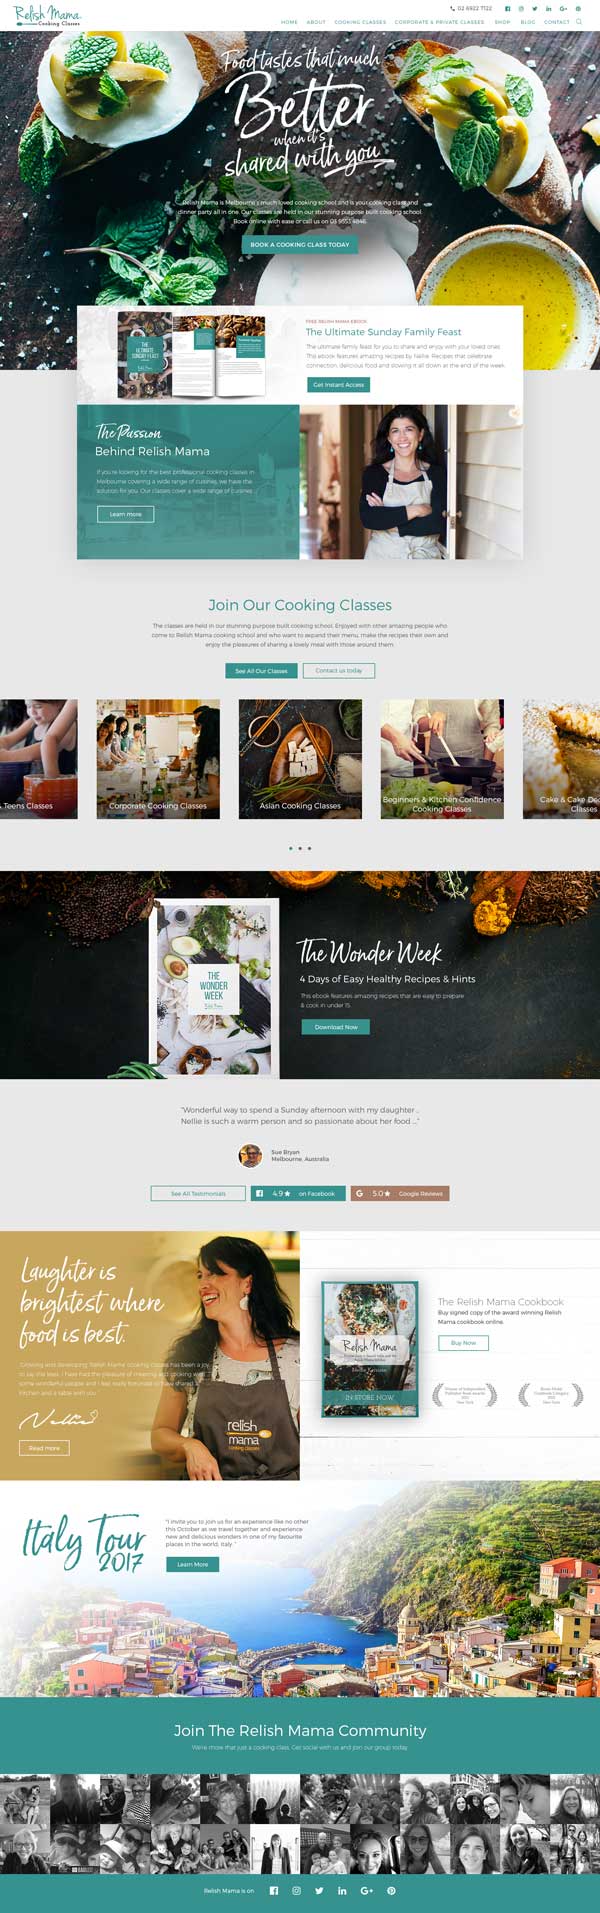 Relish Mama
Cooking Classes
02 6922 7122
HOME ABOUT COOKING CLASSES CORPORATE & PRIVATE CLASSES SHOP BLOG CONTACT
Food tastes that much
Better
when it's
shared with you
Relish Mama is Melbourne's much loved cooking school and is your cooking class and
dinner party all in one. Our classes are held in our stunning purpose built cooking school.
Book online with ease or call us on 03 9553 4846.
BOOK A COOKING CLASS TODAY
THE
ULTIMATE
SUNDAY FEAST
FREE RELISH MAMA EBOOK
The Ultimate Sunday Family Feast
The ultimate family feast for you to share and enjoy with your loved ones.
This ebook features amazing recipes by Nellie. Recipes that celebrate
connection, delicious food and slowing it all down at the end of the week.
Get Instant Access
The Passion
Behind Relish Mama
If you're looking for the best professional cooking classes in
Melbourne covering a wide range of cuisines, we have the
solution for you. Our classes cover a wide range of cuisines
Learn more
Join Our Cooking Classes
The classes are held in our stunning purpose built cooking school. Enjoyed with other amazing people who
come to Relish Mama cooking school and who want to expand their menu, make the recipes their own and
enjoy the pleasures of sharing a lovely meal with those around them.
See All Our Classes
Contact us today
Teens Classes
Corporate Cooking Classes
Asian Cooking Classes
Beginners & Kitchen Confidence
Cooking Classes
Cake & Cake De
Classes
THE
WONDER
WEEK
The Wonder Week
4 Days of Easy Healthy Recipes & Hints
This ebook features amazing recipes that are easy to prepare
& cook in under 15.
Download Now
"Wonderful way to spend a Sunday afternoon with my daughter ..
Nellie is such a warm person and so passionate about her food ..."
Sue Bryan
Melbourne, Australia
See All Testimonials
4.9 ★ on Facebook
5.0 ★ Google Reviews
Laughter is
brightest where
food is best.
"Growing and developing 'Relish Mama' cooking classes has been a joy,
to say the least. I have had the pleasure of meeting and cooking with
some wonderful people and I feel really fortunate to have shared a
kitchen and a table with you.
Nellie
Read more
relish
mama
cooking classes
Relish Mama
IN STORE NOW
The Relish Mama Cookbook
Buy signed copy of the award winning Relish
Mama cookbook online.
Buy Now
Italy Tour
2017
"I invite you to join us for an experience like no other
this October as we travel together and experience
new and delicious wonders in one of my favourite
places in the world, Italy."
Learn More
Join The Relish Mama Community
We're more than just a cooking class. Get social with us and join our group today.
Relish Mama is on